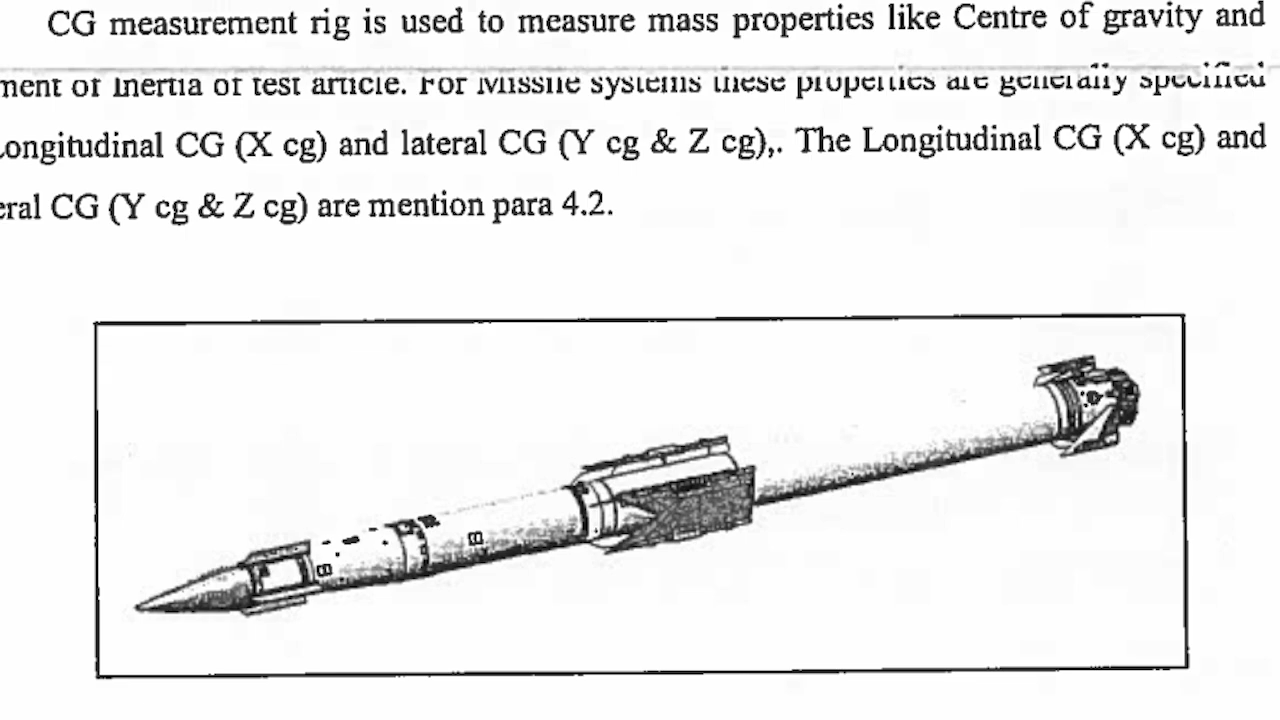 CG measurement rig is used to measure mass properties like Centre of gravity and
ment of Inertia of test article. For Missile systems these properties are generally specified
ongitudinal CG (X cg) and lateral CG (Y cg & Z cg),. The Longitudinal CG (X cg) and
eral CG (Y cg & Z cg) are mention para 4.2.